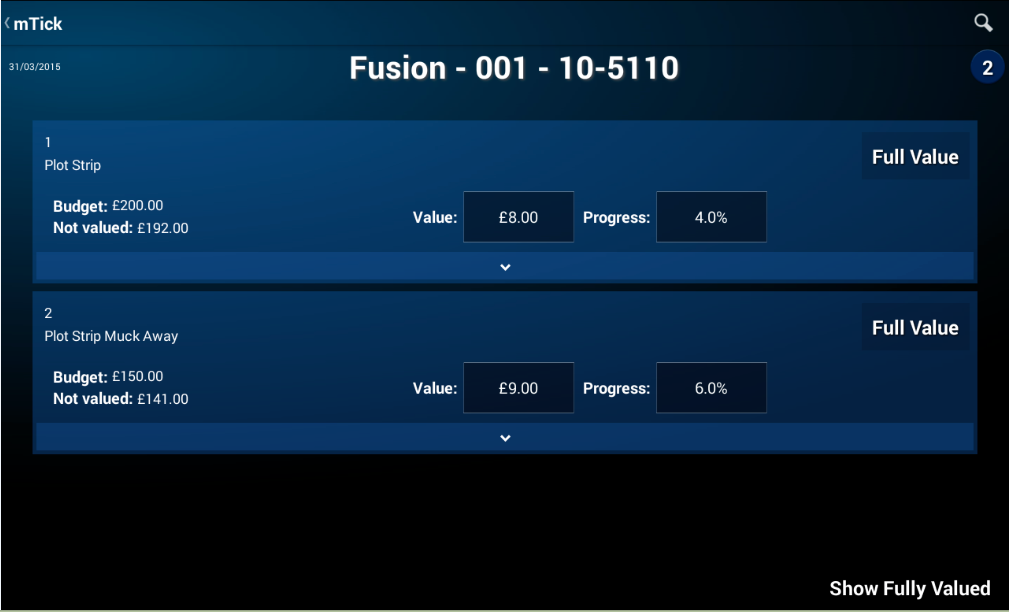 mTick
31/03/2015
Fusion - 001 - 10-5110
2
1
Plot Strip
Full Value
Budget: £200.00
Not valued: £192.00
Value: £8.00 Progress: 4.0%
2
Plot Strip Muck Away
Full Value
Budget: £150.00
Not valued: £141.00
Value: £9.00 Progress: 6.0%
Show Fully Valued